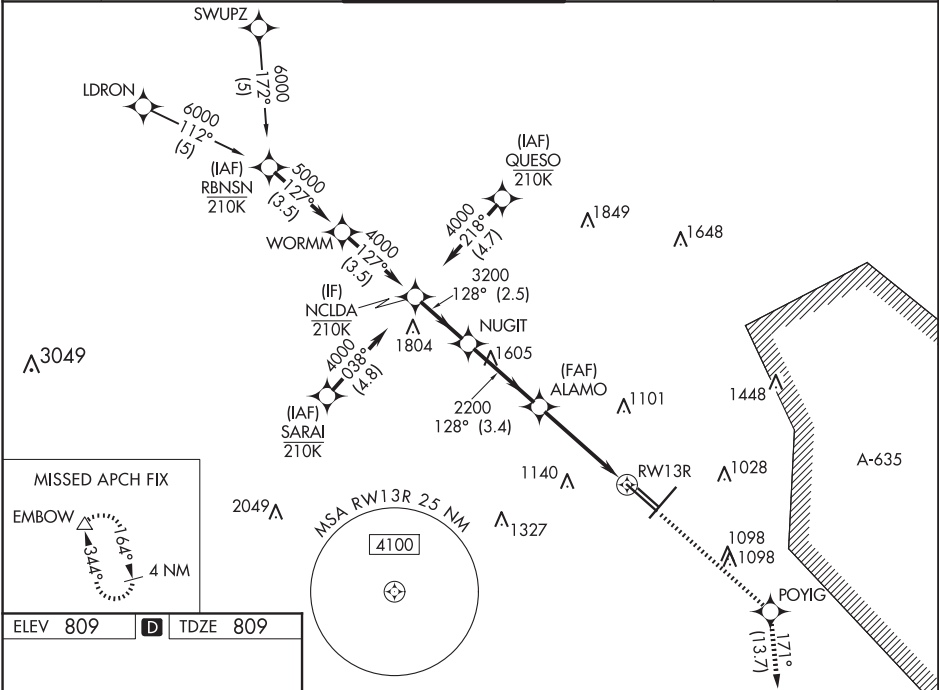 SWUPZ
6000
172°
(5)
LDRON
6000
112°
(5)
(IAF)
RBNSN
210K
5000
127°
(3.5)
(IAF)
QUESO
210K
4000
218°
(4.7)
1849
1648
WORMM
4000
127°
(3.5)
(IF)
NCLDA
210K
3200
128° (2.5)
NUGIT
1804
1605
3049
4000
038°
(4.8)
(IAF)
SARAI
210K
(FAF)
ALAMO
2200
128° (3.4)
1101
1448
A-635
1140
RW13R
1028
MISSED APCH FIX
EMBOW
164°
344°
4 NM
2049
MSA RW13R 25 NM
4100
1327
1098
1098
POYIG
171°
(13.7)
ELEV 809 D TDZE 809